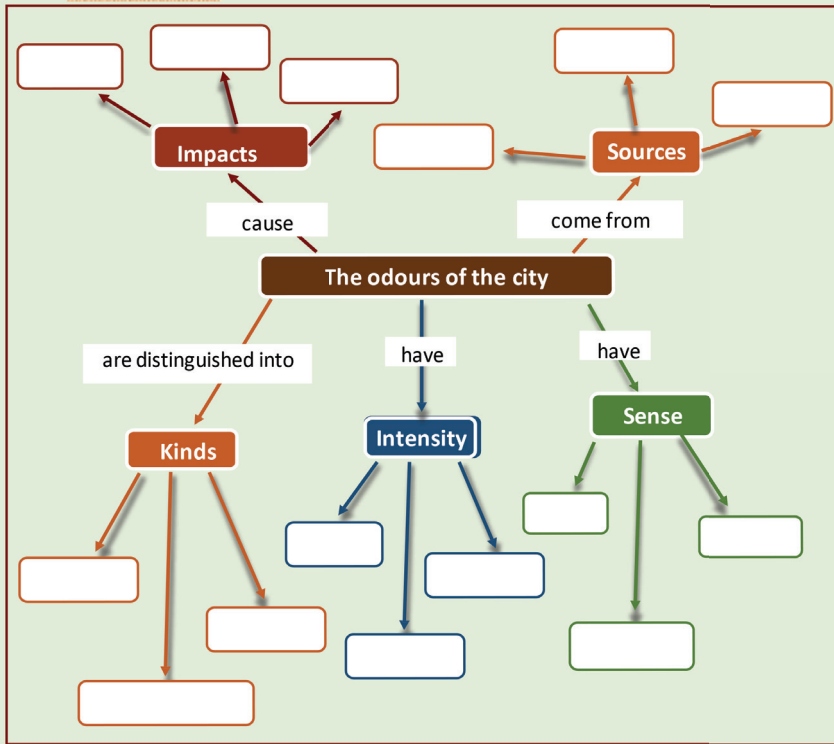 Impacts
Sources
cause
come from
The odours of the city
are distinguished into
have
have
Sense
Intensity
Kinds